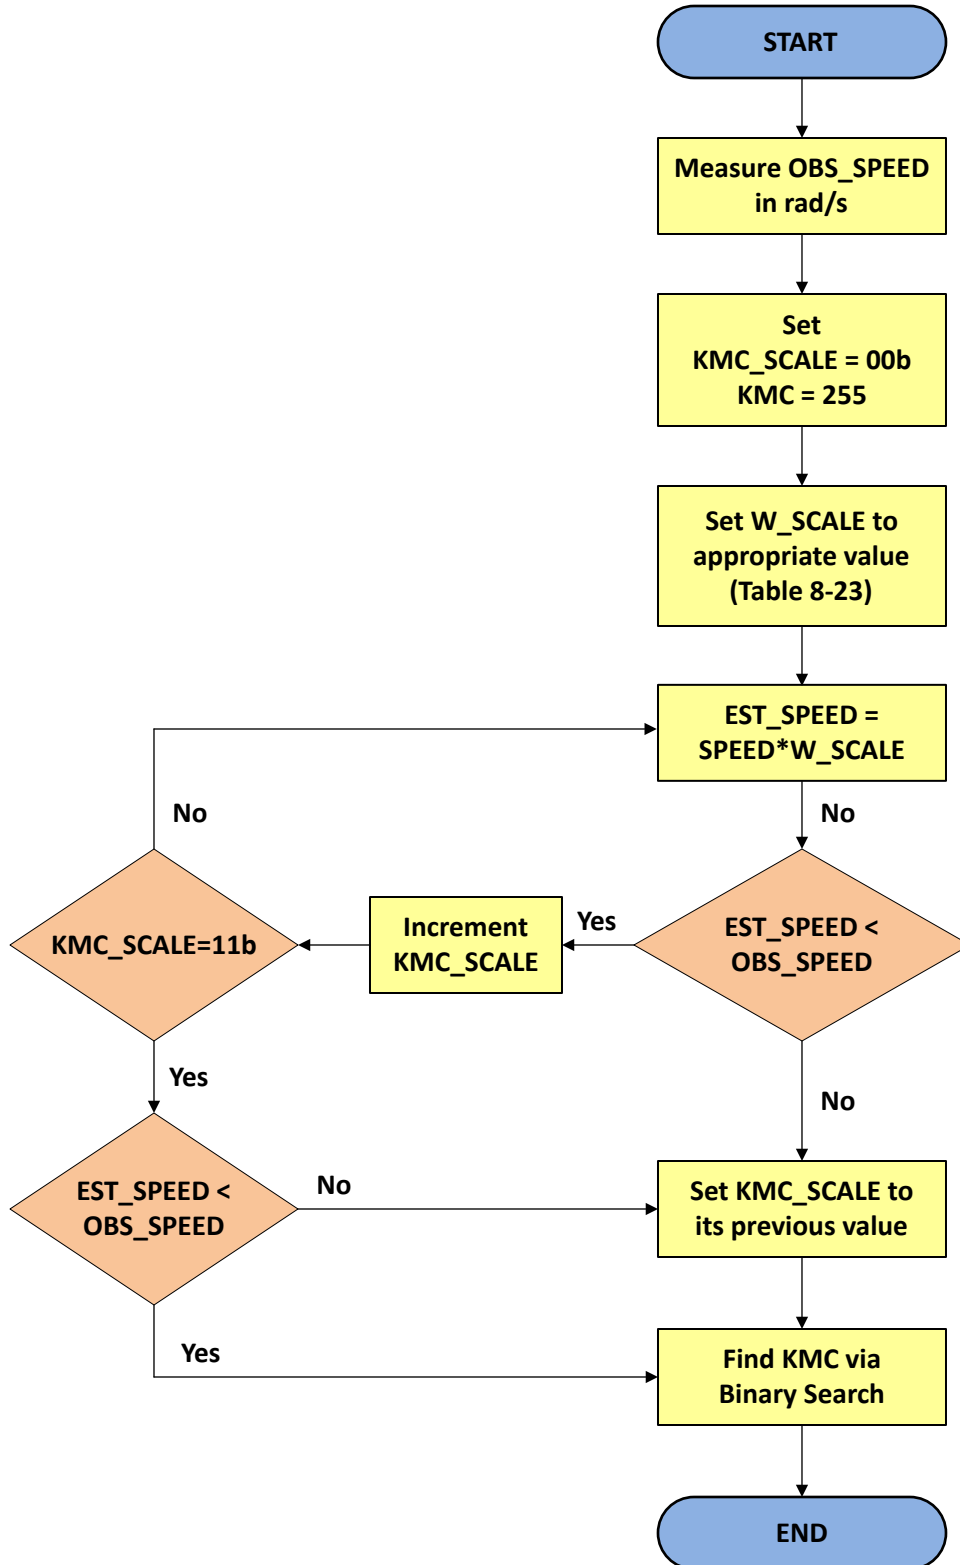 START
Measure OBS_SPEED
in rad/s
Set
KMC_SCALE = 00b
KMC = 255
Set W_SCALE to
appropriate value
(Table 8-23)
EST_SPEED =
SPEED*W_SCALE
No
No
EST_SPEED <
OBS_SPEED
Yes
Increment
KMC_SCALE
KMC_SCALE=11b
Yes
No
EST_SPEED <
OBS_SPEED
No
Set KMC_SCALE to
its previous value
Yes
Find KMC via
Binary Search
END